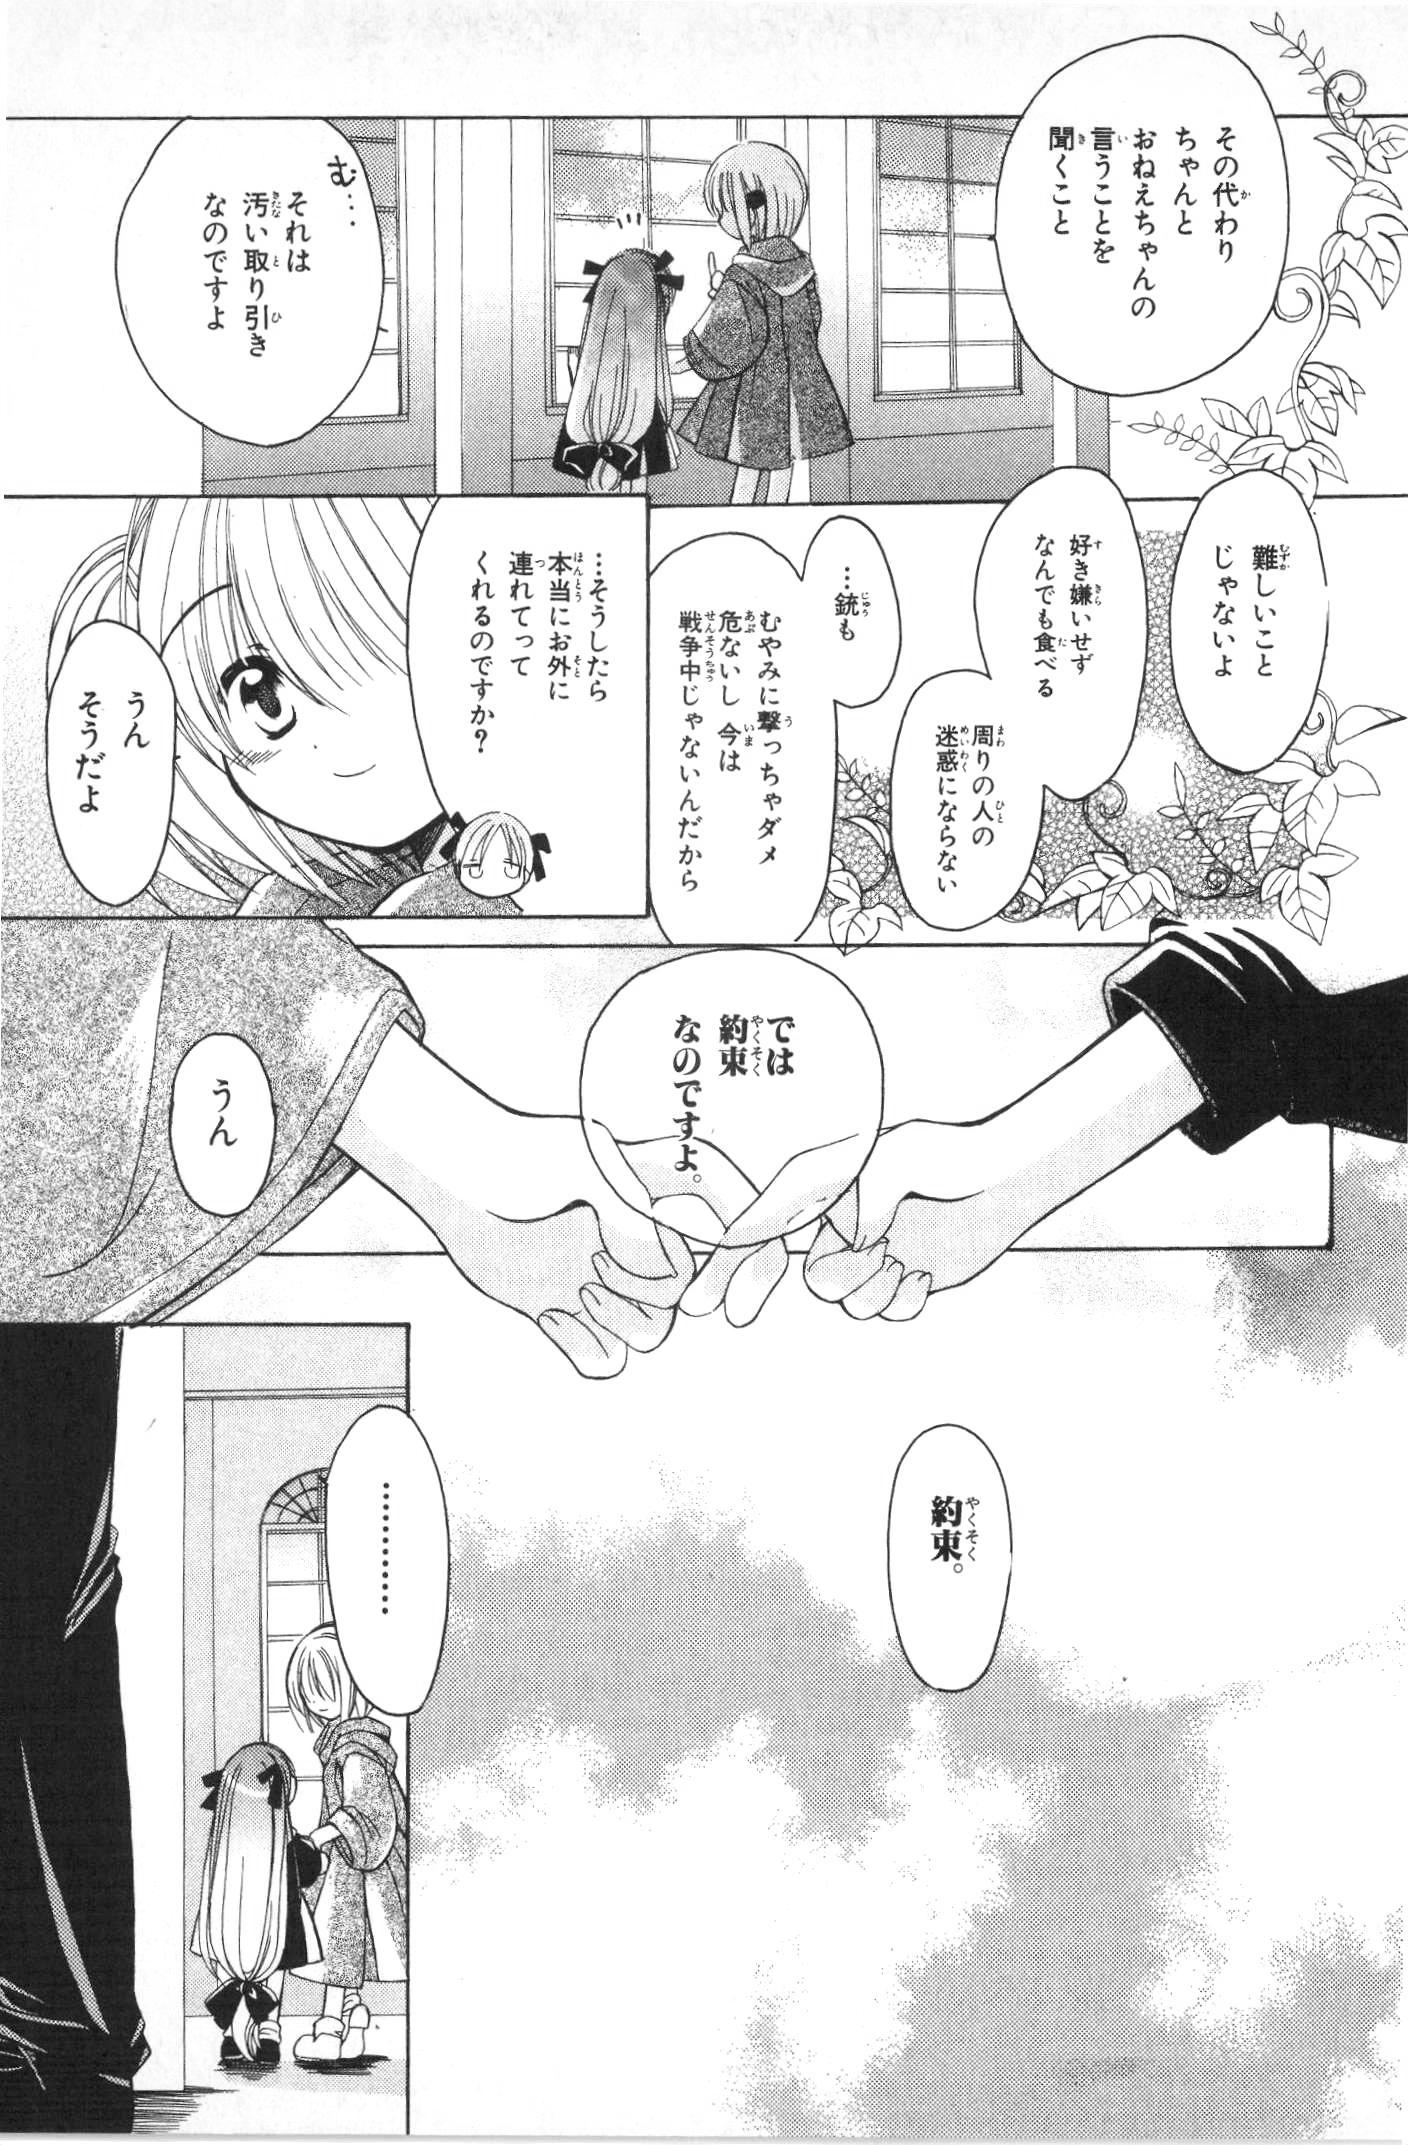 その代わり
ちゃんと
おねえちゃんの
言うことを
聞くこと
む…
それは
汚い取り引き
なのですよ
難しいこと
じゃないよ
好き嫌いせず
なんでも食べる
周りの人の
迷惑にならない
…銃も
むやみに撃っちゃダメ
危ないし 今は
戦争中じゃないんだから
…そうしたら
本当にお外に
連れてって
くれるのですか？
うん
そうだよ
では
約束
なのですよ。
うん
約束。
…………